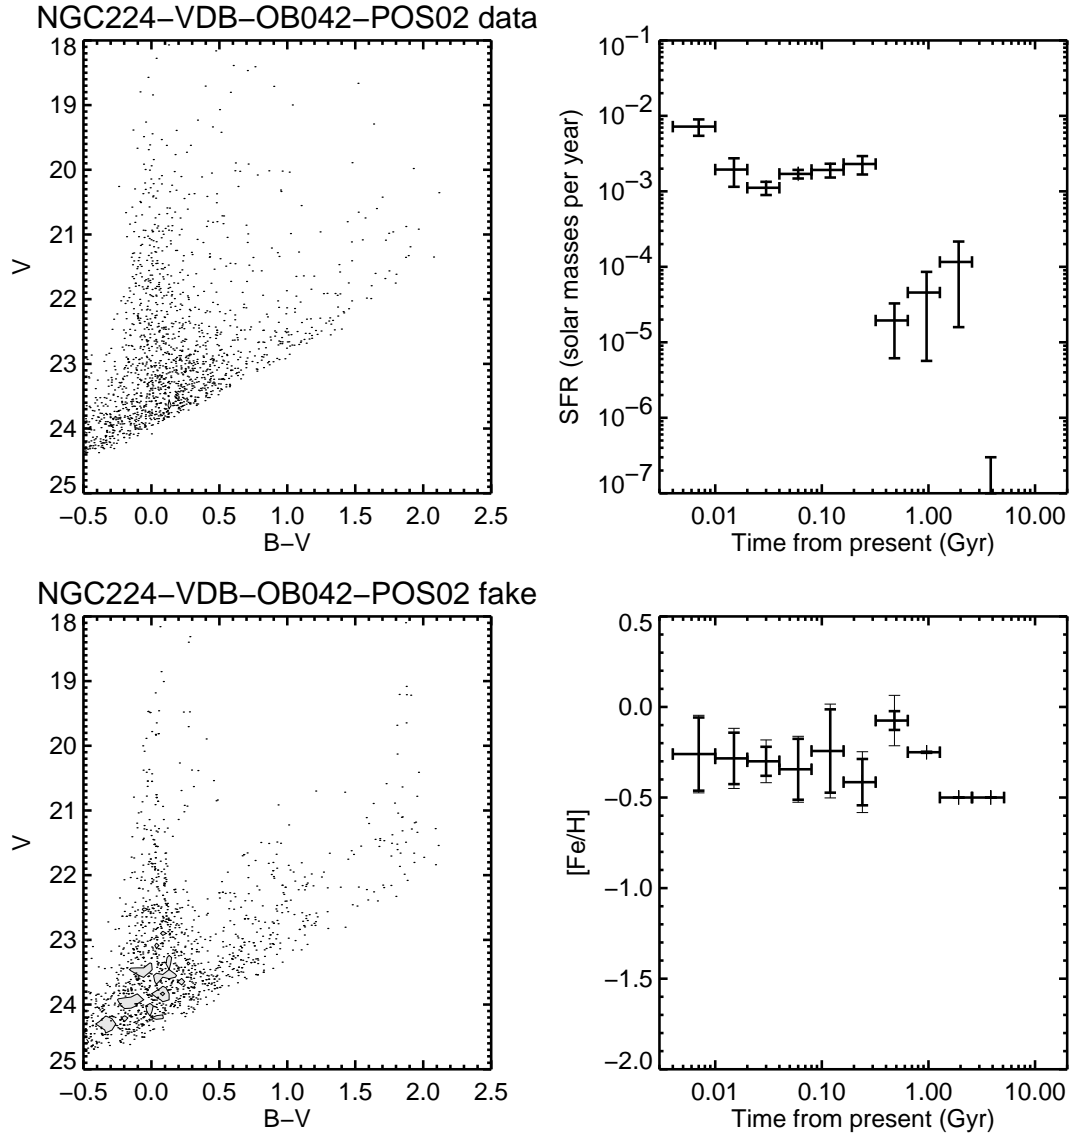 NGC224−VDB−OB042−POS02 data
18
19
20
21
22
23
24
25
V
−0.5 0.0 0.5 1.0 1.5 2.0 2.5
B−V
10−1
10−2
10−3
10−4
10−5
10−6
10−7
SFR (solar masses per year)
0.01 0.10 1.00 10.00
Time from present (Gyr)
NGC224−VDB−OB042−POS02 fake
18
19
20
21
22
23
24
25
V
−0.5 0.0 0.5 1.0 1.5 2.0 2.5
B−V
0.5
0.0
−0.5
−1.0
−1.5
−2.0
[Fe/H]
0.01 0.10 1.00 10.00
Time from present (Gyr)